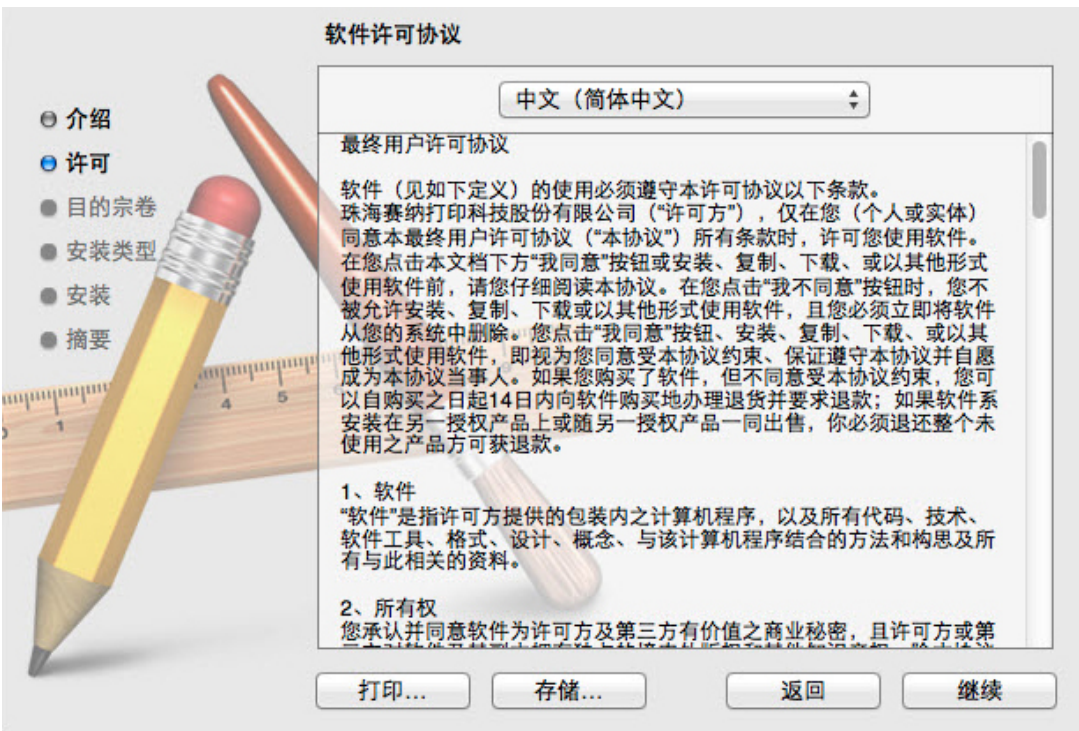 软件许可协议
介绍
许可
目的宗卷
安装类型
安装
摘要
中文（简体中文）
最终用户许可协议
软件（见如下定义）的使用必须遵守本许可协议以下条款。
珠海赛纳打印科技股份有限公司（“许可方”），仅在您（个人或实体）
同意本最终用户许可协议（“本协议”）所有条款时，许可您使用软件。
在您点击本文档下方“我同意”按钮或安装、复制、下载、或以其他形式
使用软件前，请您仔细阅读本协议。在您点击“我不同意”按钮时，您不
被允许安装、复制、下载或以其他形式使用软件，且您必须立即将软件
从您的系统中删除。您点击“我同意”按钮、安装、复制、下载、或以其
他形式使用软件，即视为您同意受本协议约束、保证遵守本协议并自愿
成为本协议当事人。如果您购买了软件，但不同意受本协议约束，您可
以自购买之日起14日内向软件购买地办理退货并要求退款；如果软件系
安装在另一授权产品上或随另一授权产品一同出售，你必须退还整个未
使用之产品方可获退款。
1、软件
“软件”是指许可方提供的包装内之计算机程序，以及所有代码、技术、
软件工具、格式、设计、概念、与该计算机程序结合的方法和构思及所
有与此相关的资料。
2、所有权
您承认并同意软件为许可方及第三方有价值之商业秘密，且许可方或第
1
4
5
打印...
存储...
返回
继续